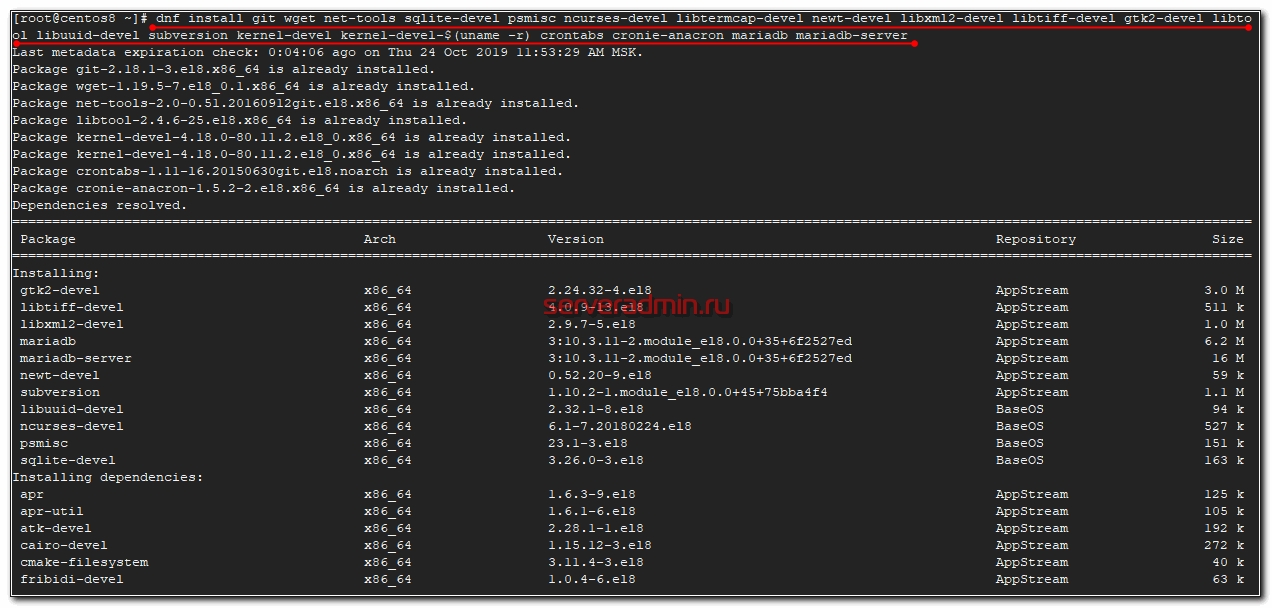 [root@centos8 ~]# dnf install git wget net-tools sqlite-devel psmisc ncurses-devel libtermcap-devel newt-devel libxml2-devel libtiff-devel gtk2-devel libto
ol libuuid-devel subversion kernel-devel kernel-devel-$(uname -r) crontabs cronie-anacron mariadb mariadb-server
Last metadata expiration check: 0:04:06 ago on Thu 24 Oct 2019 11:53:29 AM MSK.
Package git-2.18.1-3.el8.x86_64 is already installed.
Package wget-1.19.5-7.el8_0.1.x86_64 is already installed.
Package net-tools-2.0-0.51.20160912git.el8.x86_64 is already installed.
Package libtool-2.4.6-25.el8.x86_64 is already installed.
Package kernel-devel-4.18.0-80.11.2.el8_0.x86_64 is already installed.
Package kernel-devel-4.18.0-80.11.2.el8_0.x86_64 is already installed.
Package crontabs-1.11-16.20150630git.el8.noarch is already installed.
Package cronie-anacron-1.5.2-2.el8.x86_64 is already installed.
Dependencies resolved.
Package Arch Version Repository Size
Installing:
gtk2-devel x86_64 2.24.32-4.el8 AppStream 3.0 M
serveradmin.ru
libtiff-devel x86_64 4.0.9-13.el8 AppStream 511 k
libxml2-devel x86_64 2.9.7-5.el8 AppStream 1.0 M
mariadb x86_64 3:10.3.11-2.module_el8.0.0+35+6f2527ed AppStream 6.2 M
mariadb-server x86_64 3:10.3.11-2.module_el8.0.0+35+6f2527ed AppStream 16 M
newt-devel x86_64 0.52.20-9.el8 AppStream 59 k
subversion x86_64 1.10.2-1.module_el8.0.0+45+75bba4f4 AppStream 1.1 M
libuuid-devel x86_64 2.32.1-8.el8 BaseOS 94 k
ncurses-devel x86_64 6.1-7.20180224.el8 BaseOS 527 k
psmisc x86_64 23.1-3.el8 BaseOS 151 k
sqlite-devel x86_64 3.26.0-3.el8 BaseOS 163 k
Installing dependencies:
apr x86_64 1.6.3-9.el8 AppStream 125 k
apr-util x86_64 1.6.1-6.el8 AppStream 105 k
atk-devel x86_64 2.28.1-1.el8 AppStream 192 k
cairo-devel x86_64 1.15.12-3.el8 AppStream 272 k
cmake-filesystem x86_64 3.11.4-3.el8 AppStream 40 k
fribidi-devel x86_64 1.0.4-6.el8 AppStream 63 k